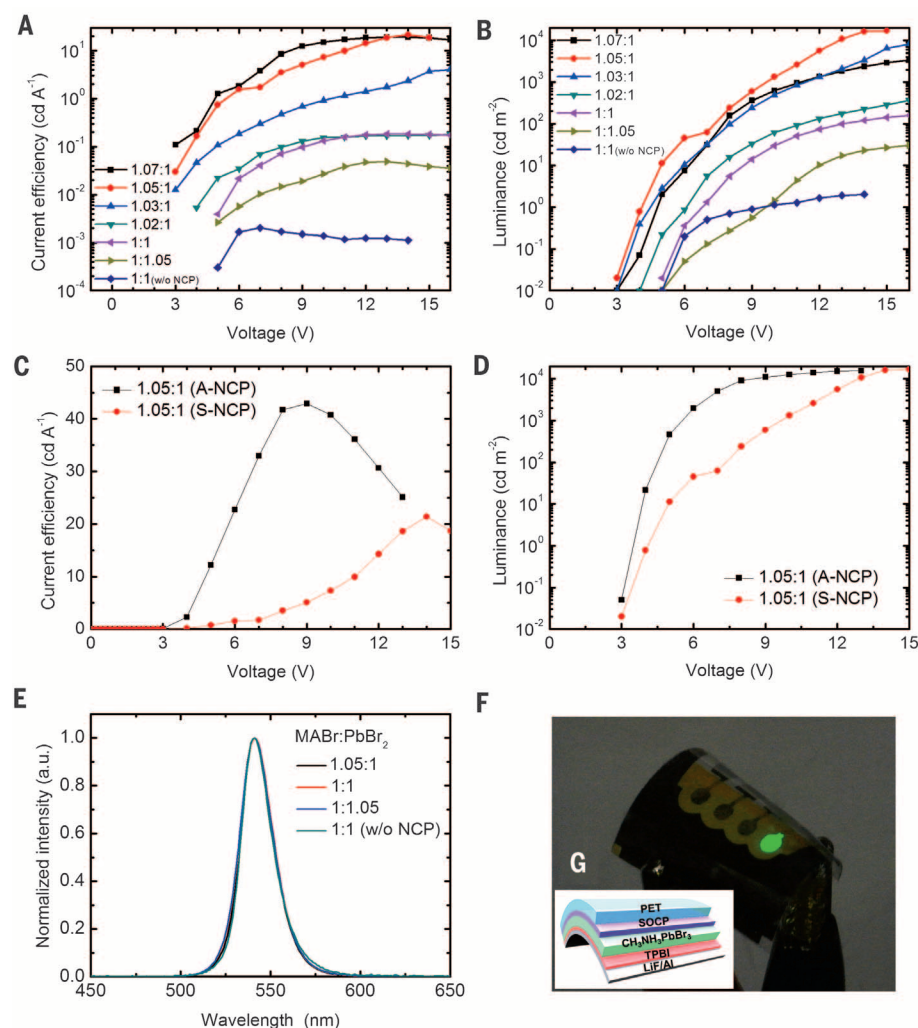 A
Current efficiency (cd A⁻¹)
10²
10¹
10⁰
10⁻¹
10⁻²
10⁻³
10⁻⁴
1.07:1
1.05:1
1.03:1
1.02:1
1:1
1:1.05
1:1(w/o NCP)
0 3 6 9 12 15
Voltage (V)
B
Luminance (cd m⁻²)
10⁴
10³
10²
10¹
10⁰
10⁻¹
10⁻²
1.07:1
1.05:1
1.03:1
1.02:1
1:1
1:1.05
1:1(w/o NCP)
0 3 6 9 12 15
Voltage (V)
C
Current efficiency (cd A⁻¹)
50
40
30
20
10
0
1.05:1 (A-NCP)
1.05:1 (S-NCP)
0 3 6 9 12 15
Voltage (V)
D
Luminance (cd m⁻²)
10⁴
10³
10²
10¹
10⁰
10⁻¹
10⁻²
1.05:1 (A-NCP)
1.05:1 (S-NCP)
0 3 6 9 12 15
Voltage (V)
E
Normalized intensity (a.u.)
1.0
0.8
0.6
0.4
0.2
0.0
MABr:PbBr₂
1.05:1
1:1
1:1.05
1:1 (w/o NCP)
450 500 550 600 650
Wavelength (nm)
F
G
PET
SOCP
CH₃NH₃PbBr₃
TPBI
LiF/Al